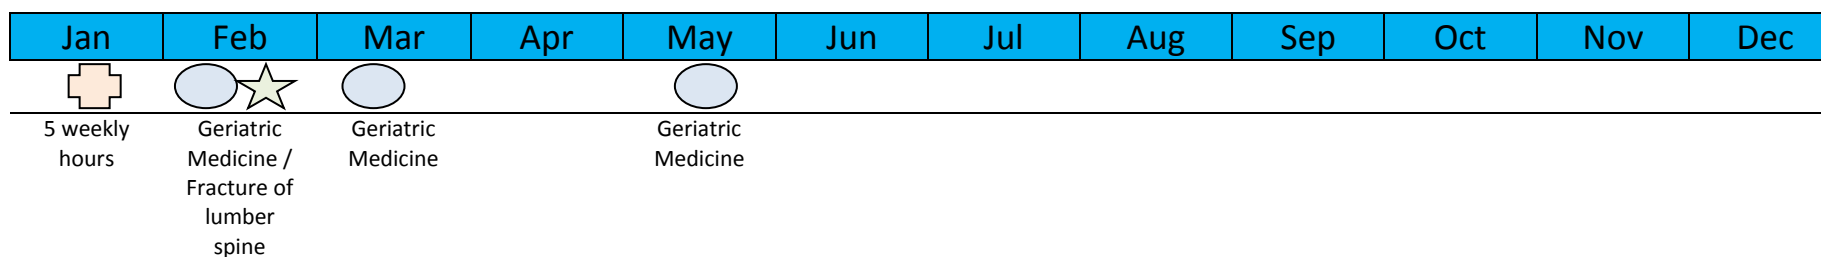 Jan Feb Mar Apr May Jun Jul Aug Sep Oct Nov Dec
5 weekly
hours
Geriatric
Medicine /
Fracture of
lumber
spine
Geriatric
Medicine
Geriatric
Medicine